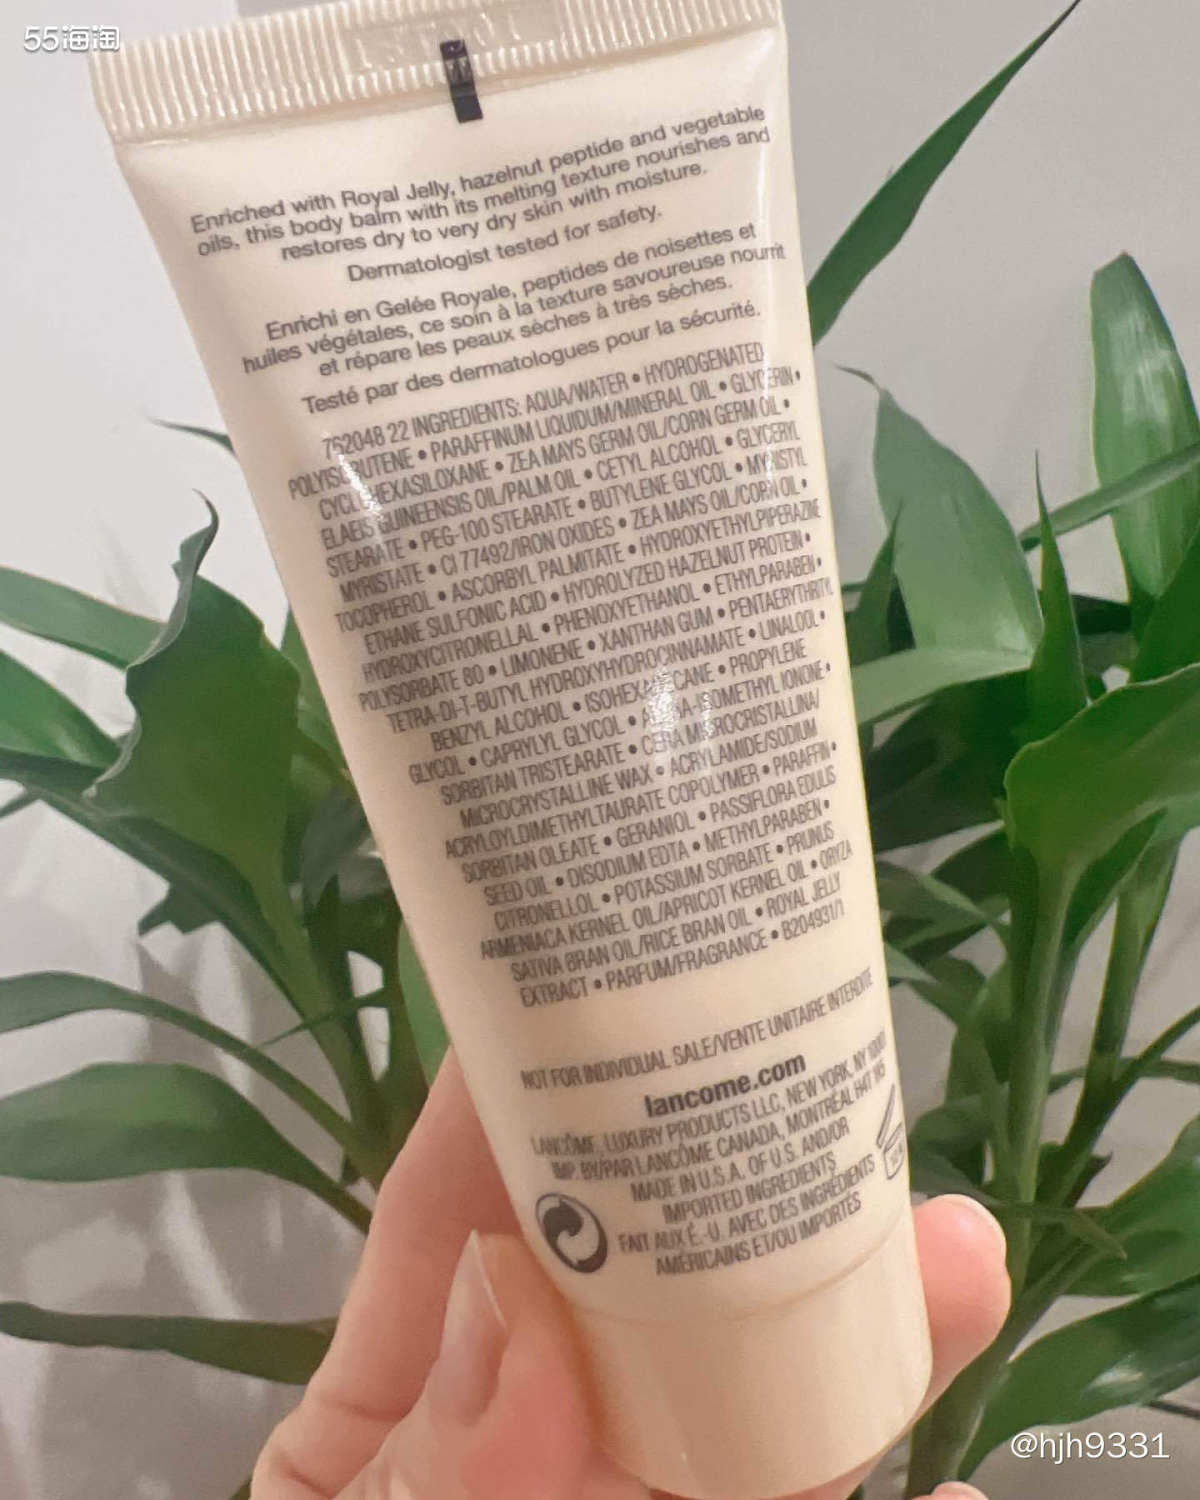 55海淘
Enriched with Royal Jelly, hazelnut peptide and vegetable
oils, this body balm with its melting texture nourishes and
restores dry to very dry skin with moisture.
Dermatologist tested for safety.
Enrichi en Gelée Royale, peptides de noisettes et
huiles végétales, ce soin à la texture savoureuse nourrit
et répare les peaux sèches à très sèches.
Testé par des dermatologues pour la sécurité.
762048 22 INGREDIENTS: AQUA/WATER • HYDROGENATED
POLYISOBUTENE • PARAFFINUM LIQUIDUM/MINERAL OIL • GLYCERIN •
CYCLOHEXASILOXANE • ZEA MAYS GERM OIL/CORN GERM OIL •
ELAEIS GUINEENSIS OIL/PALM OIL • CETYL ALCOHOL • GLYCERYL
STEARATE • PEG-100 STEARATE • BUTYLENE GLYCOL • MYRISTYL
MYRISTATE • CI 77492/IRON OXIDES • ZEA MAYS OIL/CORN OIL •
TOCOPHEROL • ASCORBYL PALMITATE • HYDROXYETHYLPIPERAZINE
ETHANE SULFONIC ACID • HYDROLYZED HAZELNUT PROTEIN •
HYDROXYCITRONELLAL • PHENOXYETHANOL • ETHYLPARABEN •
POLYSORBATE 80 • LIMONENE • XANTHAN GUM • PENTAERYTHRITYL
TETRA-DI-T-BUTYL HYDROXYHYDROCINNAMATE • LINALOOL •
BENZYL ALCOHOL • ISOHEXADECANE • PROPYLENE
GLYCOL • CAPRYLYL GLYCOL • ALPHA-ISOMETHYL IONONE •
SORBITAN TRISTEARATE • CERA MICROCRISTALLINA/
MICROCRYSTALLINE WAX • ACRYLAMIDE/SODIUM
ACRYLOYLDIMETHYLTAURATE COPOLYMER • PARAFFIN •
SORBITAN OLEATE • GERANIOL • PASSIFLORA EDULIS
SEED OIL • DISODIUM EDTA • METHYLPARABEN •
CITRONELLOL • POTASSIUM SORBATE • PRUNUS
ARMENIACA KERNEL OIL/APRICOT KERNEL OIL • ORYZA
SATIVA BRAN OIL/RICE BRAN OIL • ROYAL JELLY
EXTRACT • PARFUM/FRAGRANCE • B204931/1
NOT FOR INDIVIDUAL SALE/VENTE UNITAIRE INTERDITE
lancome.com
LANCÔME, LUXURY PRODUCTS LLC, NEW YORK, NY 10001
IMP. BY/PAR LANCÔME CANADA, MONTRÉAL H4T 1K5
MADE IN U.S.A. OF U.S. AND/OR
IMPORTED INGREDIENTS
FAIT AUX É.-U. AVEC DES INGRÉDIENTS
AMÉRICAINS ET/OU IMPORTÉS
@hjh9331